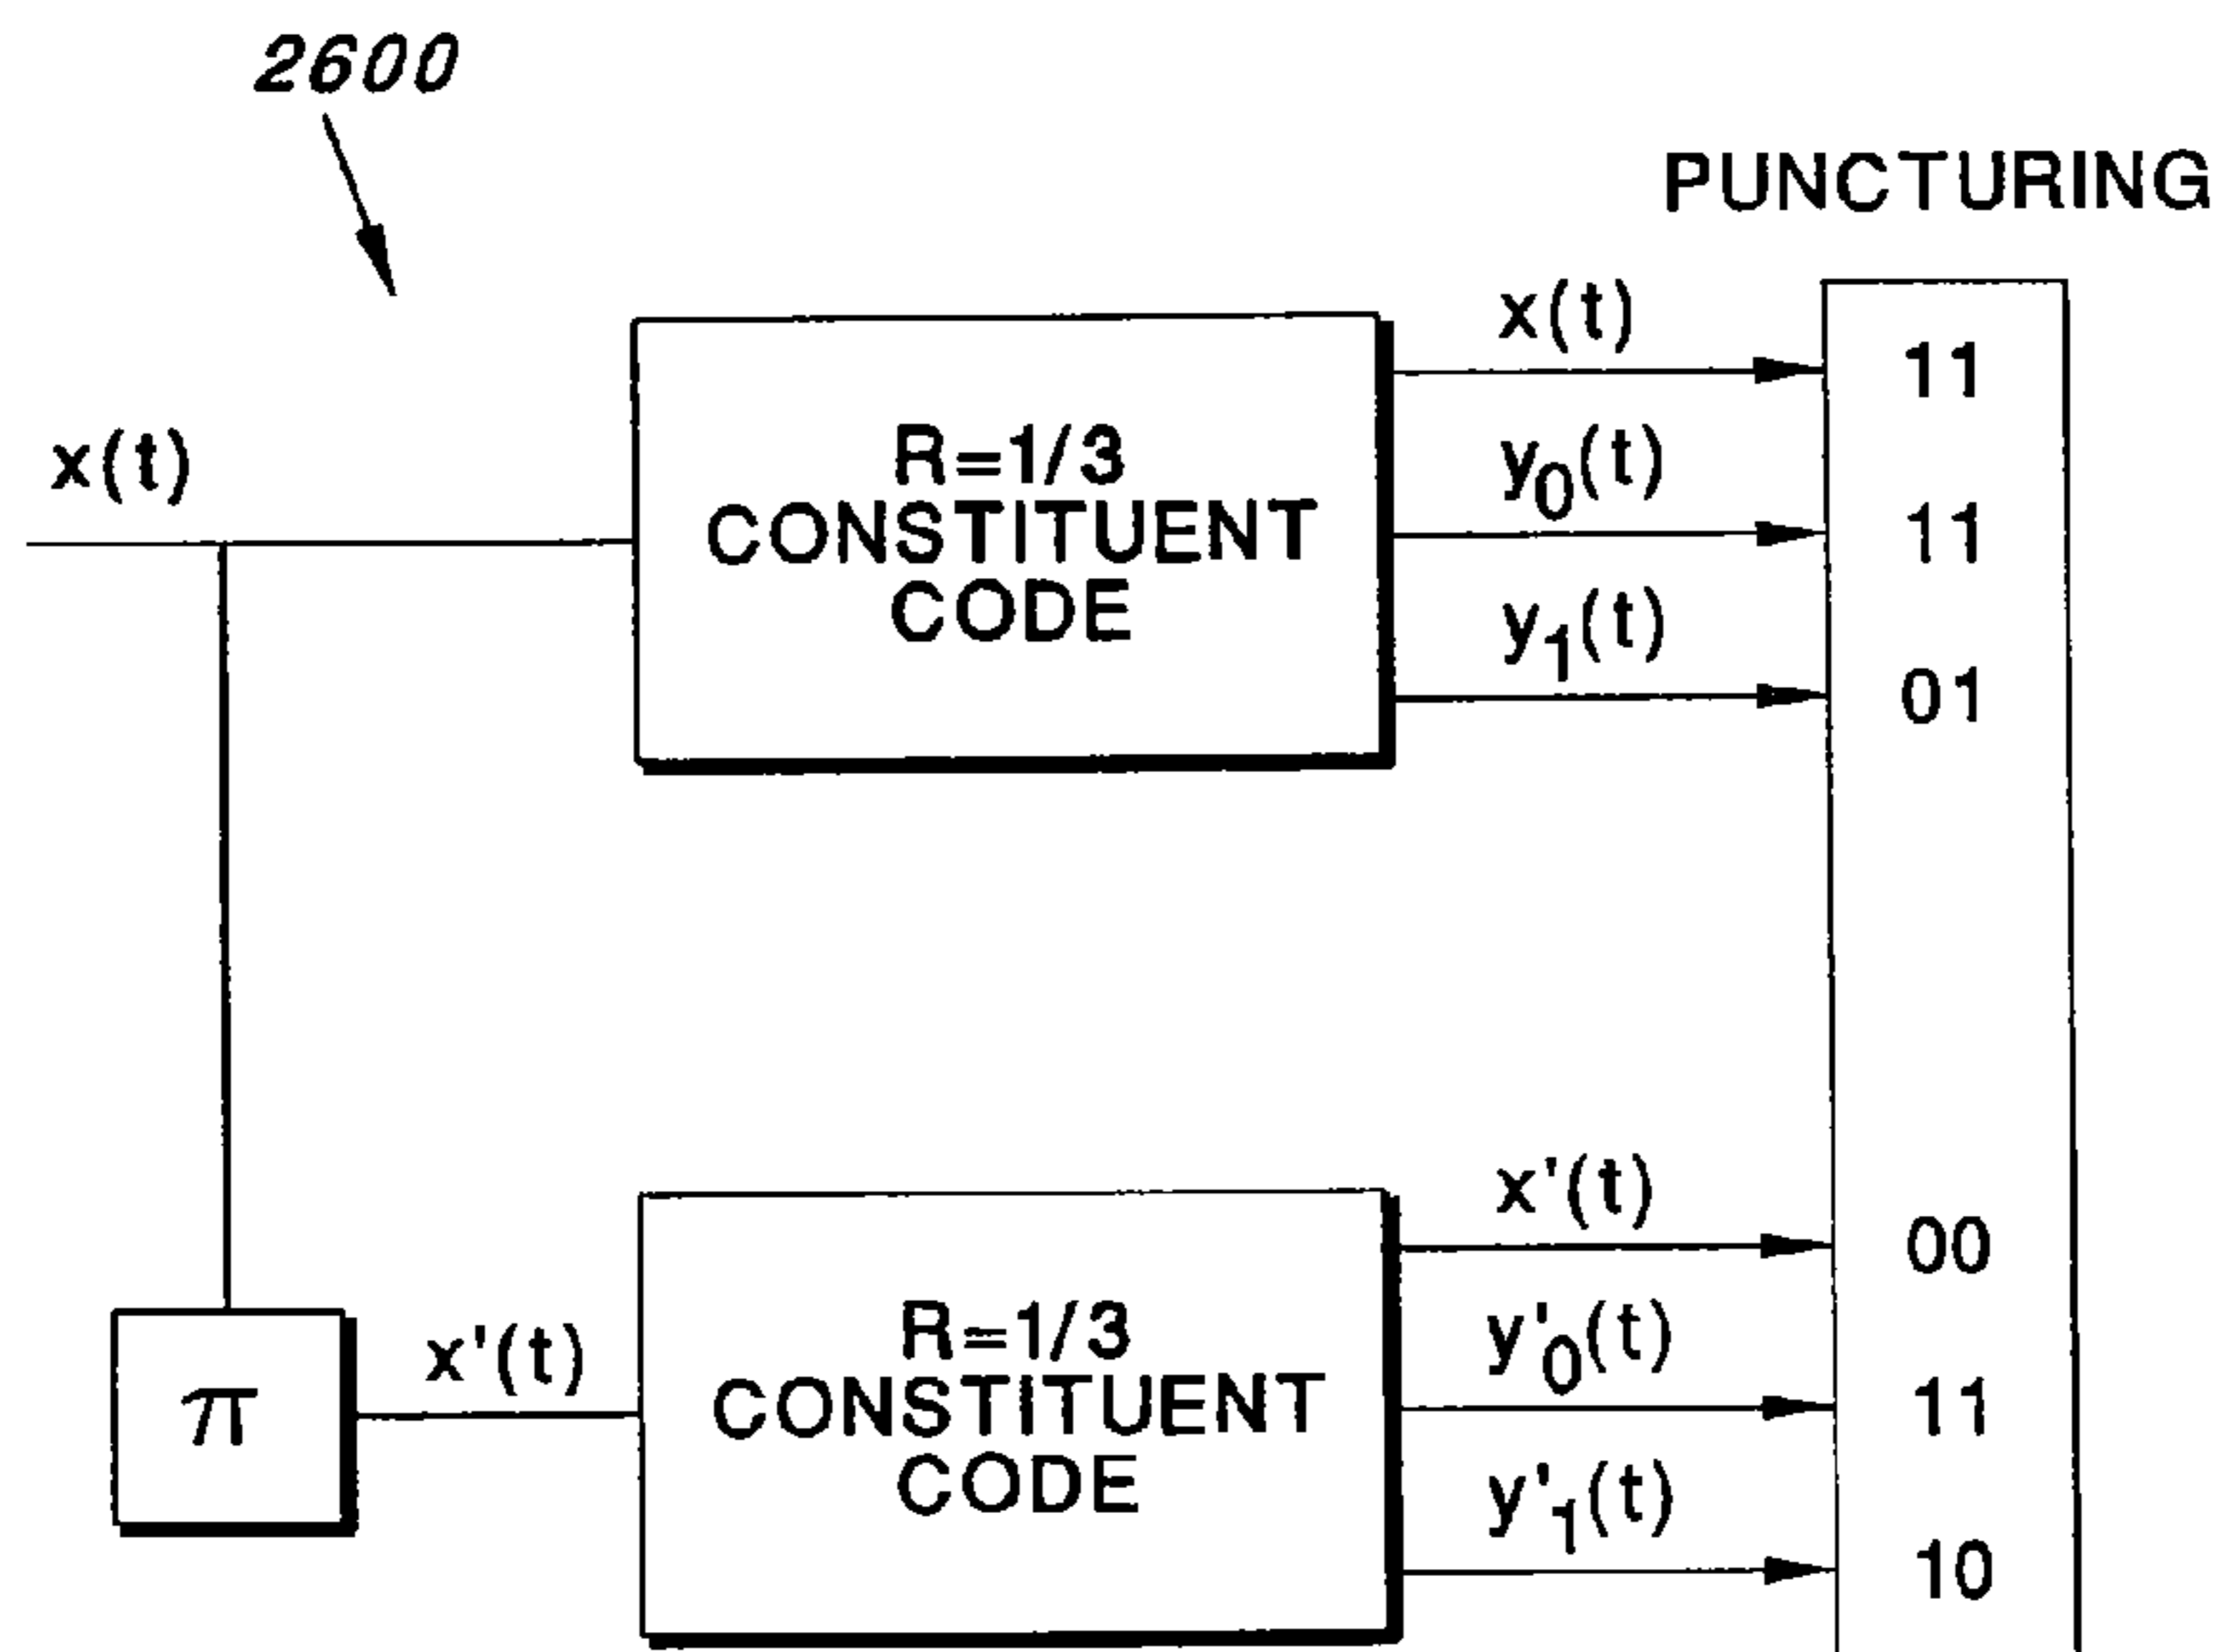 2600
PUNCTURING
x(t)
R=1/3
CONSTITUENT
CODE
x(t)
11
y0(t)
11
y1(t)
01
π
x'(t)
R=1/3
CONSTITUENT
CODE
x'(t)
00
y'0(t)
11
y'1(t)
10